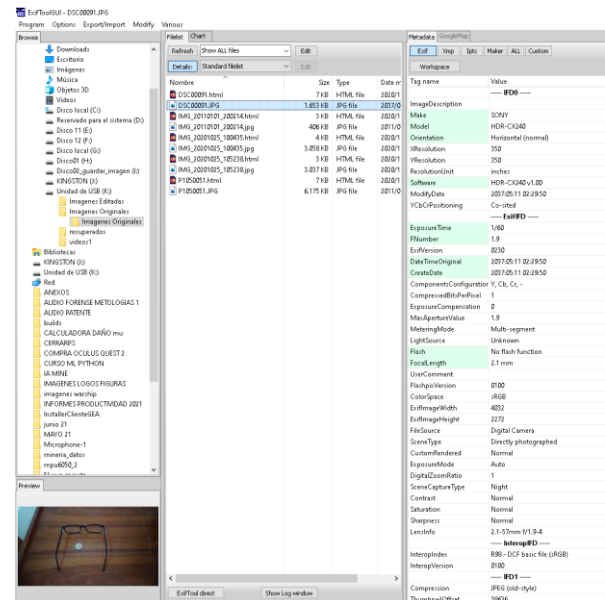 ExifToolGUI - DSC00091.JPG
Program Options Export/Import Modify Various
Browse
Downloads
Escritorio
Imágenes
Música
Objetos 3D
Vídeos
Disco local (C:)
Reservado para el sistema (D:)
Disco 11 (E:)
Disco 12 (F:)
Disco local (G:)
Disco01 (H:)
Disco02_guardar_imagen (I:)
KINGSTON (J:)
Unidad de USB (K:)
Imagenes Editadas
Imagenes Originales
Imagenes Originales
recuperados
videos1
Bibliotecas
KINGSTON (J:)
Unidad de USB (K:)
Red
ANEXOS
AUDIO FORENSE METOLOGIAS 1
AUDIO PATENTE
builds
CALCULADORA DAÑO mu
CERRARPS
COMPRA OCULUS QUEST 2
CURSO ML PYTHON
IA MINE
IMAGENES LOGOS FIGURAS
imagenes warship
INFORMES PRODUCTMIDAD 2021
InstallerClienteGEA
junio 21
MAYO 21
Microphone-1
mineria_datos
mpu6050_2
Preview
Filelist Chart
Refresh Show ALL files Edit
Details: Standard filelist Edit
Nombre Size Type Date m
DSC00091.html 7 KB HTML file 2020/1
DSC00091.JPG 1.653 KB JPG file 2037/0
IMG_20110101_200214.html 3 KB HTML file 2020/1
IMG_20110101_200214.jpg 406 KB JPG file 2011/0
IMG_20201025_100435.html 4 KB HTML file 2020/1
IMG_20201025_100435.jpg 3.058 KB JPG file 2020/1
IMG_20201025_105238.html 3 KB HTML file 2020/1
IMG_20201025_105238.jpg 3.037 KB JPG file 2020/1
P1050051.html 7 KB HTML file 2020/1
P1050051.JPG 6.175 KB JPG file 2011/0
ExifTool direct Show Log window
Metadata GoogleMap
Exif Xmp Iptc Maker ALL Custom
Workspace
Tag name Value
---- IFD0 ----
ImageDescription
Make SONY
Model HDR-CX240
Orientation Horizontal (normal)
XResolution 350
YResolution 350
ResolutionUnit inches
Software HDR-CX240 v1.00
ModifyDate 2037:05:11 02:29:50
YCbCrPositioning Co-sited
---- ExifIFD ----
ExposureTime 1/60
FNumber 1.9
ExifVersion 0230
DateTimeOriginal 2037:05:11 02:29:50
CreateDate 2037:05:11 02:29:50
ComponentsConfiguration Y, Cb, Cr, -
CompressedBitsPerPixel 1
ExposureCompensation 0
MaxApertureValue 1.9
MeteringMode Multi-segment
LightSource Unknown
Flash No flash function
FocalLength 2.1 mm
UserComment
FlashpixVersion 0100
ColorSpace sRGB
ExifImageWidth 4032
ExifImageHeight 2272
FileSource Digital Camera
SceneType Directly photographed
CustomRendered Normal
ExposureMode Auto
DigitalZoomRatio 1
SceneCaptureType Night
Contrast Normal
Saturation Normal
Sharpness Normal
LensInfo 2.1-57mm f/1.9-4
---- InteropIFD ----
InteropIndex R98 - DCF basic file (sRGB)
InteropVersion 0100
---- IFD1 ----
Compression JPEG (old-style)
ThumbnailOffset 39636